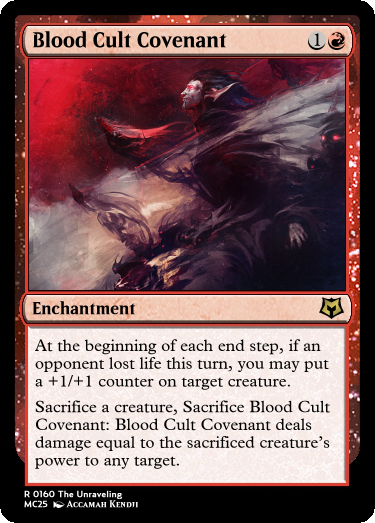 Blood Cult Covenant 1
Enchantment
At the beginning of each end step, if an
opponent lost life this turn, you may put
a +1/+1 counter on target creature.
Sacrifice a creature, Sacrifice Blood Cult
Covenant: Blood Cult Covenant deals
damage equal to the sacrificed creature's
power to any target.
R 0160 The Unraveling
MC25 Accamah Kendji